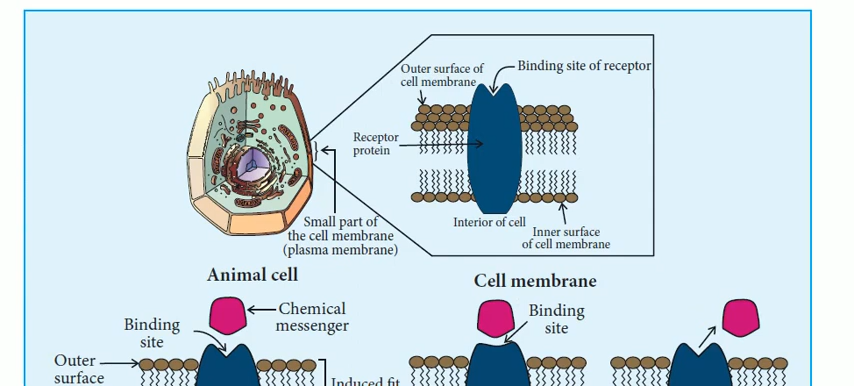 Outer surface of
cell membrane
Binding site of receptor
Receptor
protein
Small part of
the cell membrane
(plasma membrane)
Interior of cell
Inner surface
of cell membrane
Animal cell
Cell membrane
Chemical
messenger
Binding
site
Binding
site
Outer
surface
Induced fit